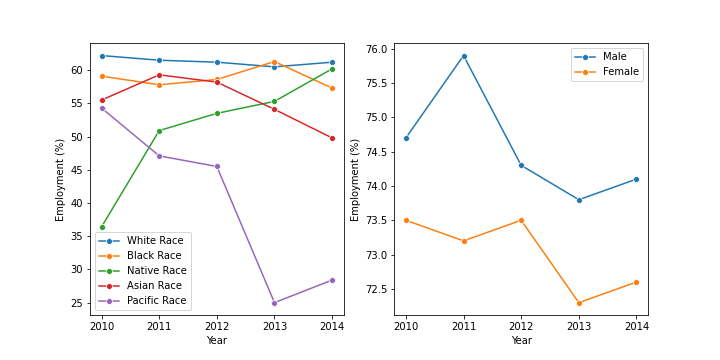 60
55
50
45
40
35
30
25
Employment (%)
White Race
Black Race
Native Race
Asian Race
Pacific Race
2010 2011 2012 2013 2014
Year
76.0
75.5
75.0
74.5
74.0
73.5
73.0
72.5
Employment (%)
Male
Female
2010 2011 2012 2013 2014
Year